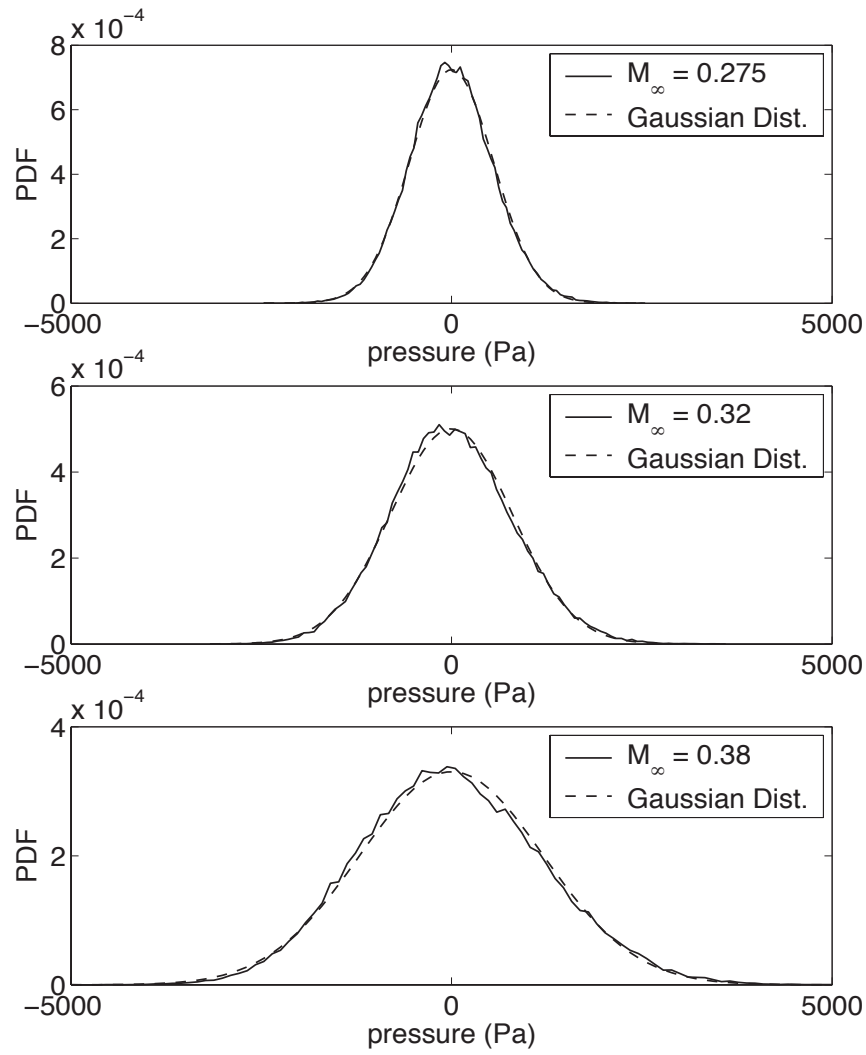 x 10⁻⁴
8
6
4
2
0
PDF
−5000 0 5000
pressure (Pa)
M∞ = 0.275
Gaussian Dist.
x 10⁻⁴
6
4
2
0
PDF
−5000 0 5000
pressure (Pa)
M∞ = 0.32
Gaussian Dist.
x 10⁻⁴
4
2
0
PDF
−5000 0 5000
pressure (Pa)
M∞ = 0.38
Gaussian Dist.